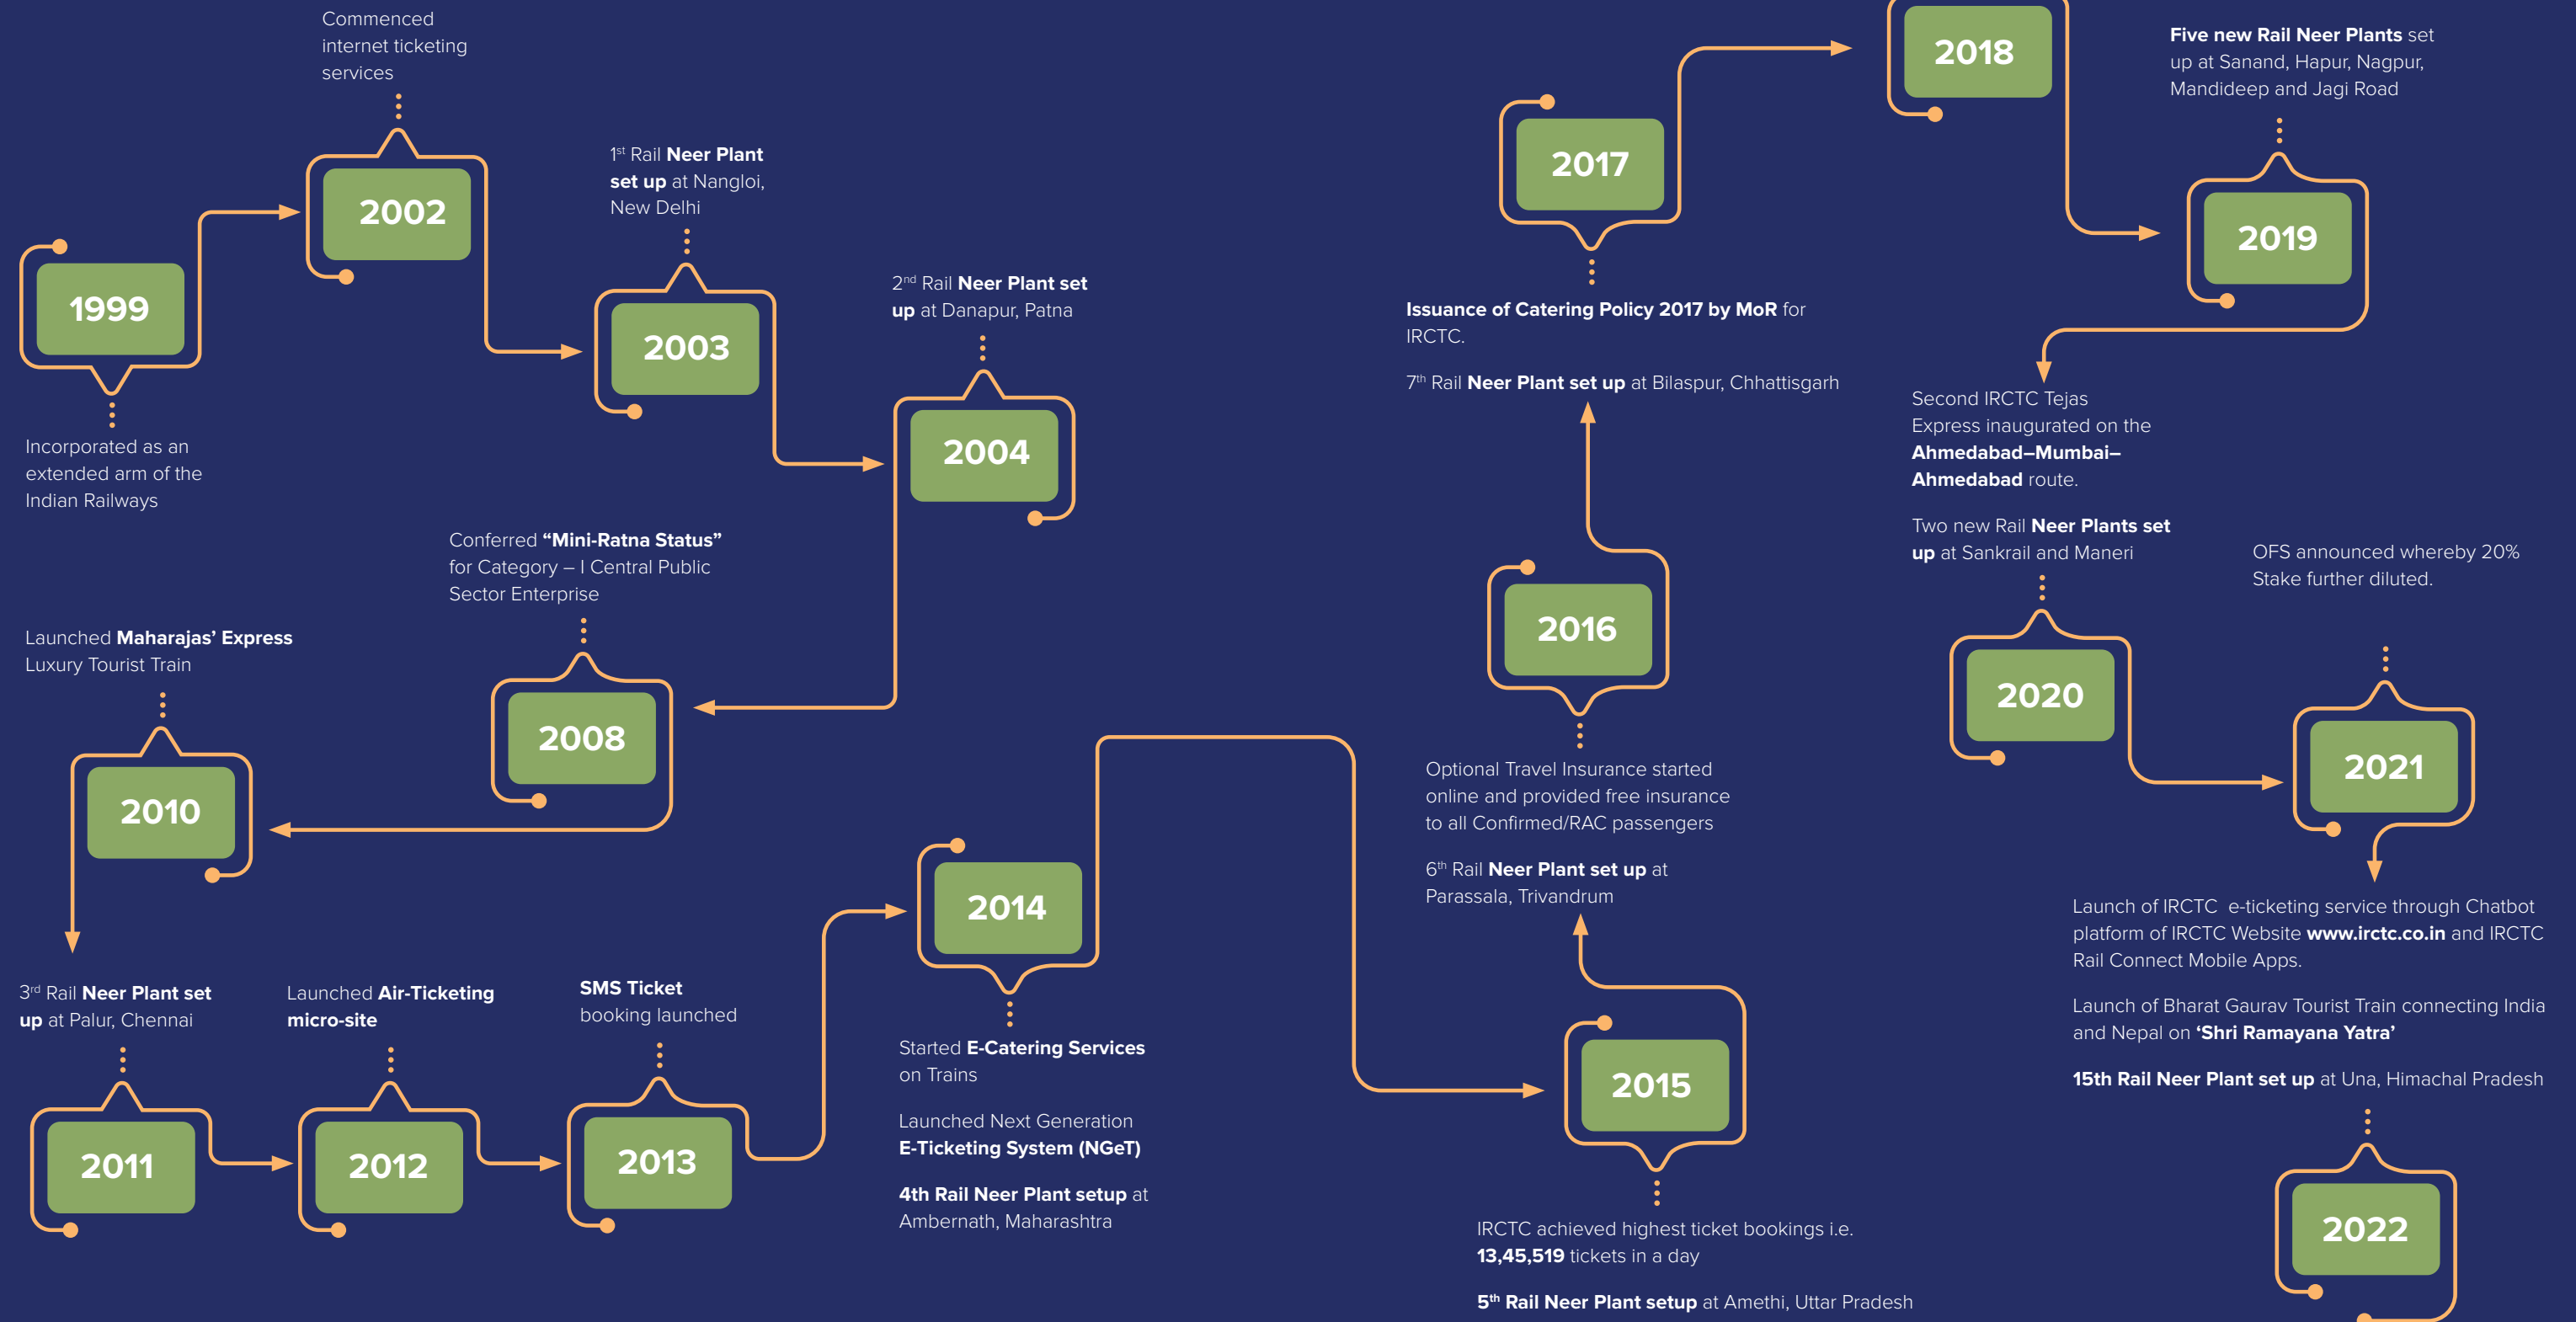 1999
Incorporated as an
extended arm of the
Indian Railways
Commenced
internet ticketing
services
2002
1st Rail Neer Plant
set up at Nangloi,
New Delhi
2003
2nd Rail Neer Plant set
up at Danapur, Patna
2004
Conferred “Mini-Ratna Status”
for Category – I Central Public
Sector Enterprise
2008
Launched Maharajas’ Express
Luxury Tourist Train
2010
3rd Rail Neer Plant set
up at Palur, Chennai
2011
Launched Air-Ticketing
micro-site
2012
SMS Ticket
booking launched
2013
2014
Started E-Catering Services
on Trains
Launched Next Generation
E-Ticketing System (NGeT)
4th Rail Neer Plant setup at
Ambernath, Maharashtra
2015
IRCTC achieved highest ticket bookings i.e.
13,45,519 tickets in a day
5th Rail Neer Plant setup at Amethi, Uttar Pradesh
2016
Optional Travel Insurance started
online and provided free insurance
to all Confirmed/RAC passengers
6th Rail Neer Plant set up at
Parassala, Trivandrum
2017
Issuance of Catering Policy 2017 by MoR for
IRCTC.
7th Rail Neer Plant set up at Bilaspur, Chhattisgarh
2018
Five new Rail Neer Plants set
up at Sanand, Hapur, Nagpur,
Mandideep and Jagi Road
2019
Second IRCTC Tejas
Express inaugurated on the
Ahmedabad–Mumbai–
Ahmedabad route.
Two new Rail Neer Plants set
up at Sankrail and Maneri
2020
OFS announced whereby 20%
Stake further diluted.
2021
Launch of IRCTC e-ticketing service through Chatbot
platform of IRCTC Website www.irctc.co.in and IRCTC
Rail Connect Mobile Apps.
Launch of Bharat Gaurav Tourist Train connecting India
and Nepal on ‘Shri Ramayana Yatra’
15th Rail Neer Plant set up at Una, Himachal Pradesh
2022